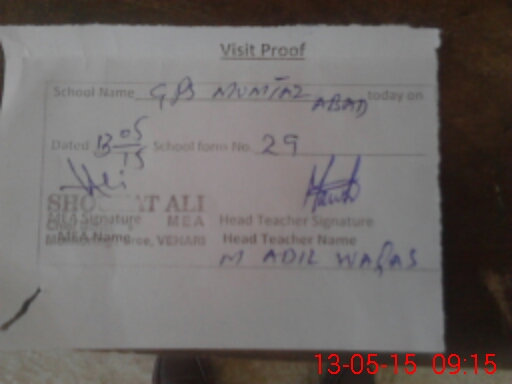 Visit Proof
School Name GPS MUMTAZ ABAD today on
Dated 13 05/15 School form No. 29
SHO AT ALI
MEA Signature MEA Head Teacher Signature
MEA Name Monitoring Force, VEHARI Head Teacher Name
M ADIL WAQAS
13-05-15 09:15